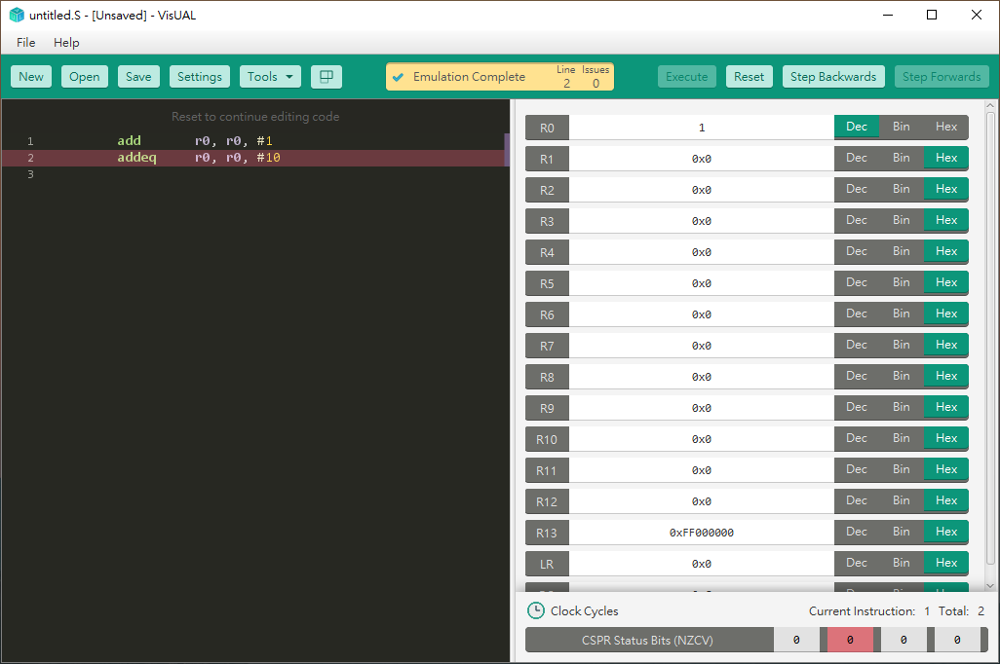 untitled.S - [Unsaved] - VisUAL
File Help
New Open Save Settings Tools Emulation Complete Line 2 Issues 0 Execute Reset Step Backwards Step Forwards
Reset to continue editing code
1 add r0, r0, #1
2 addeq r0, r0, #10
3
R0 1 Dec Bin Hex
R1 0x0 Dec Bin Hex
R2 0x0 Dec Bin Hex
R3 0x0 Dec Bin Hex
R4 0x0 Dec Bin Hex
R5 0x0 Dec Bin Hex
R6 0x0 Dec Bin Hex
R7 0x0 Dec Bin Hex
R8 0x0 Dec Bin Hex
R9 0x0 Dec Bin Hex
R10 0x0 Dec Bin Hex
R11 0x0 Dec Bin Hex
R12 0x0 Dec Bin Hex
R13 0xFF000000 Dec Bin Hex
LR 0x0 Dec Bin Hex
Clock Cycles Current Instruction: 1 Total: 2
CSPR Status Bits (NZCV) 0 0 0 0